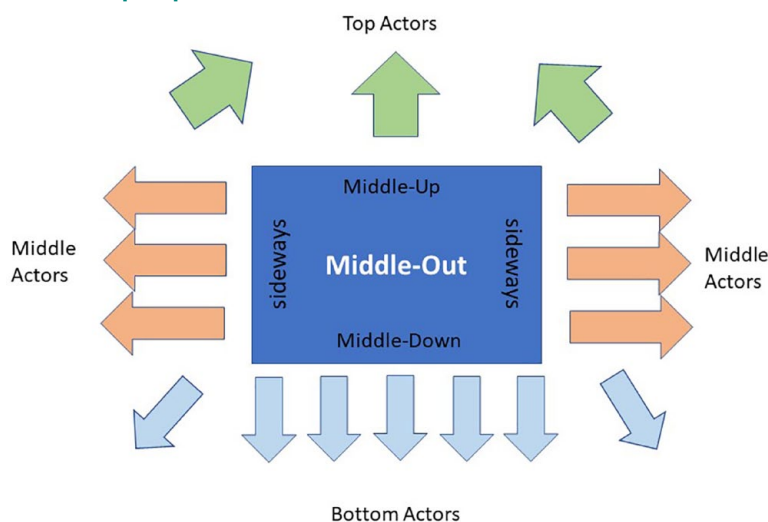 Top Actors
Middle-Up
sideways
sideways
Middle-Out
Middle
Actors
Middle
Actors
Middle-Down
Bottom Actors